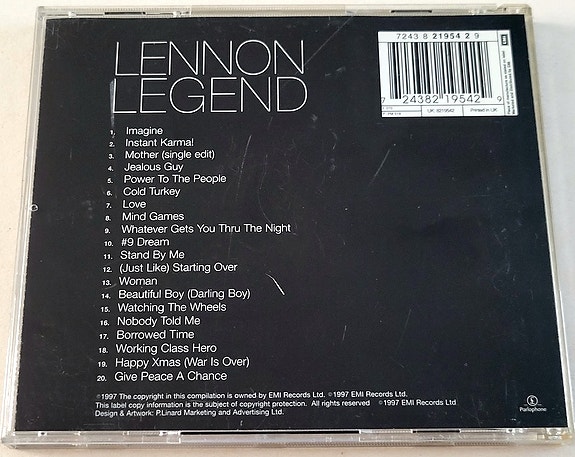 LENNON
LEGEND
7243 8 21954 2 9
7 24382 19542 9
UK: 8219542
Printed in UK
EMI
1. Imagine
2. Instant Karma!
3. Mother (single edit)
4. Jealous Guy
5. Power To The People
6. Cold Turkey
7. Love
8. Mind Games
9. Whatever Gets You Thru The Night
10. #9 Dream
11. Stand By Me
12. (Just Like) Starting Over
13. Woman
14. Beautiful Boy (Darling Boy)
15. Watching The Wheels
16. Nobody Told Me
17. Borrowed Time
18. Working Class Hero
19. Happy Xmas (War Is Over)
20. Give Peace A Chance
℗1997 The copyright in this compilation is owned by EMI Records Ltd. ©1997 EMI Records Ltd.
This label copy information is the subject of copyright protection. All rights reserved ©1997 EMI Records Ltd.
Design & Artwork: P.Linard Marketing and Advertising Ltd.
Parlophone